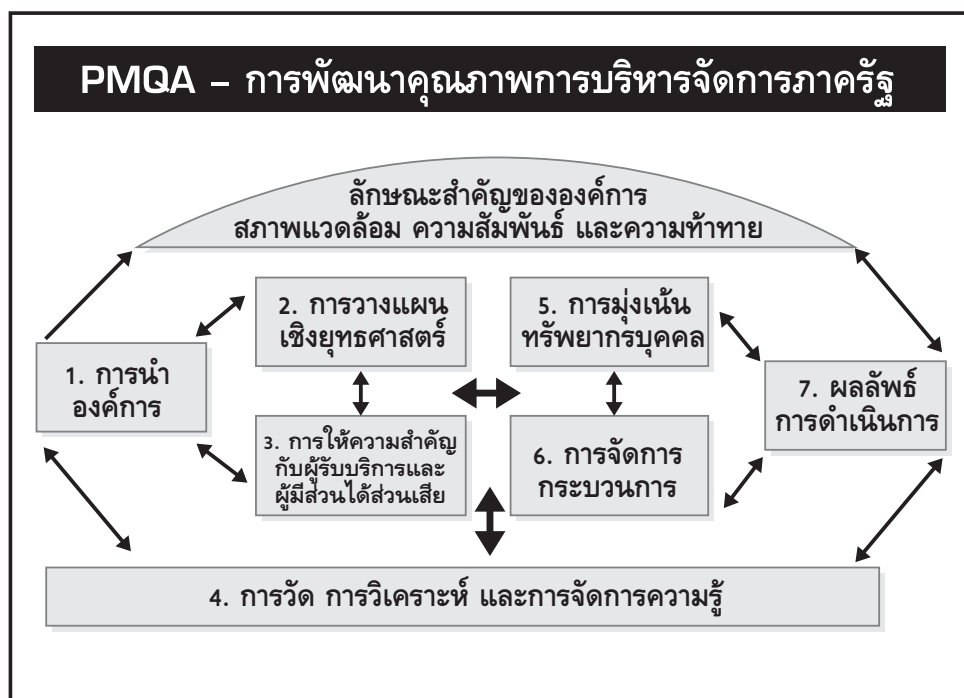 PMQA – การพัฒนาคุณภาพการบริหารจัดการภาครัฐ
ลักษณะสำคัญขององค์การ
สภาพแวดล้อม ความสัมพันธ์ และความท้าทาย
2. การวางแผน
เชิงยุทธศาสตร์
5. การมุ่งเน้น
ทรัพยากรบุคคล
1. การนำ
องค์การ
7. ผลลัพธ์
การดำเนินการ
3. การให้ความสำคัญ
กับผู้รับบริการและ
ผู้มีส่วนได้ส่วนเสีย
6. การจัดการ
กระบวนการ
4. การวัด การวิเคราะห์ และการจัดการความรู้